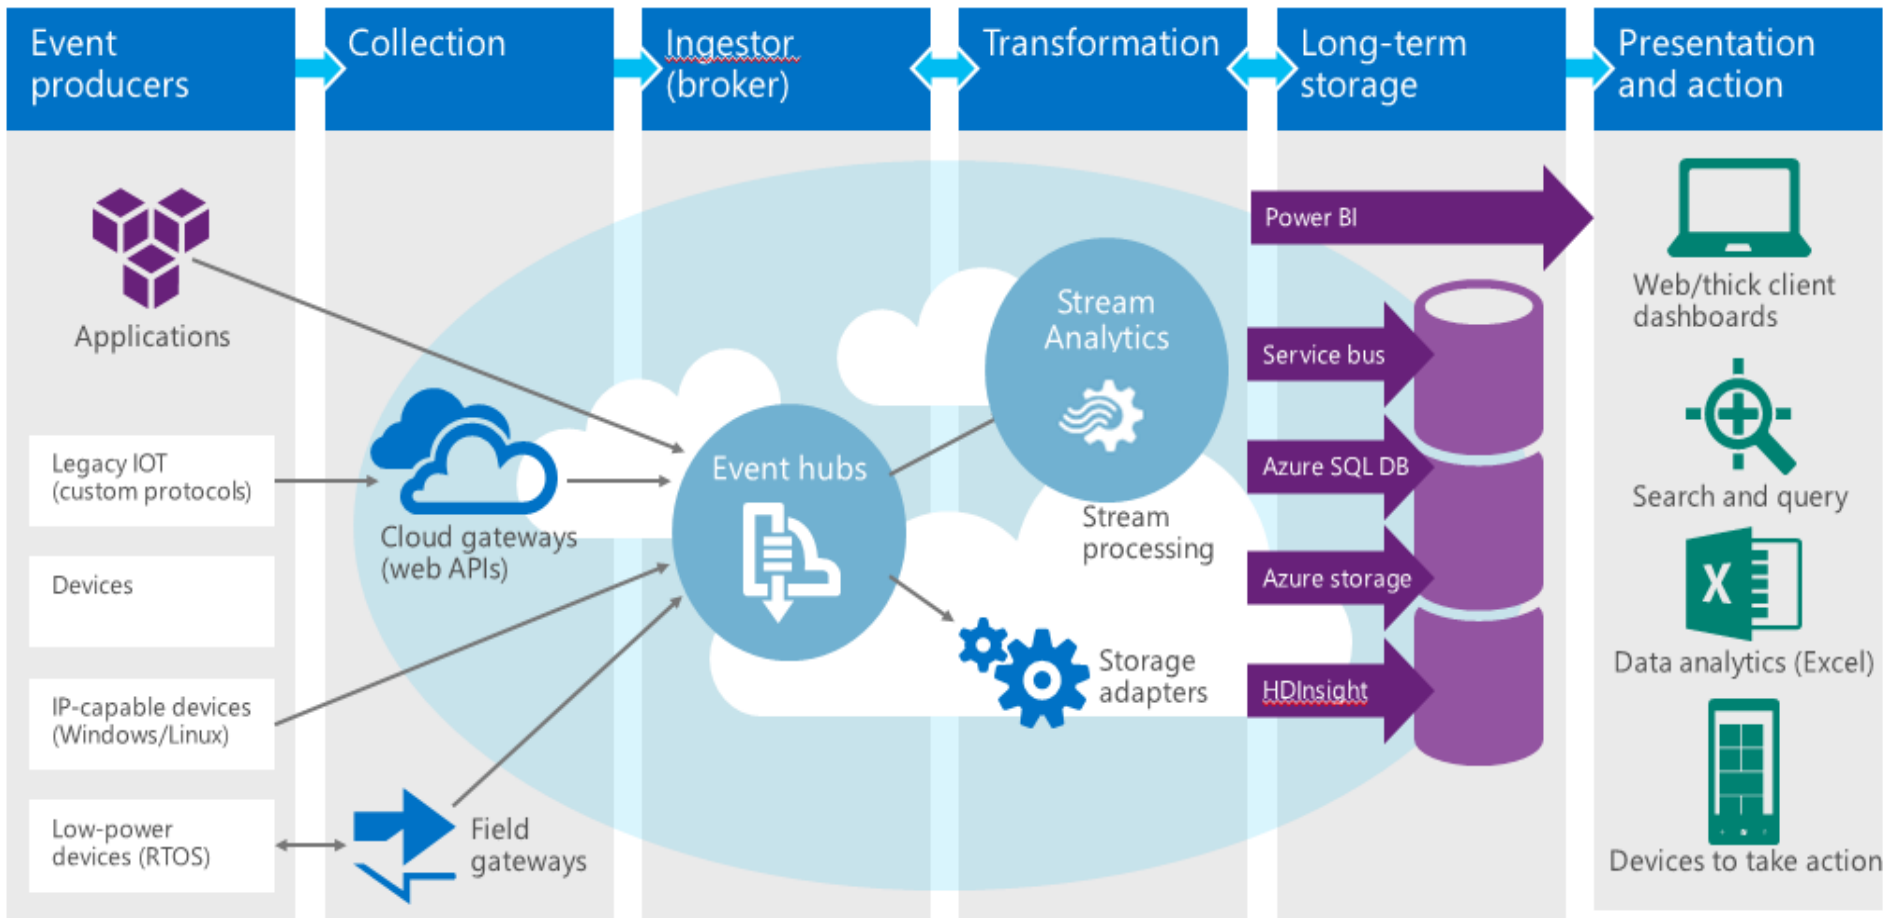 Event
producers
Collection
Ingestor
(broker)
Transformation
Long-term
storage
Presentation
and action
Applications
Legacy IOT
(custom protocols)
Devices
IP-capable devices
(Windows/Linux)
Low-power
devices (RTOS)
Cloud gateways
(web APIs)
Field
gateways
Event hubs
Stream
Analytics
Stream
processing
Storage
adapters
Power BI
Service bus
Azure SQL DB
Azure storage
HDInsight
Web/thick client
dashboards
Search and query
X
Data analytics (Excel)
Devices to take action